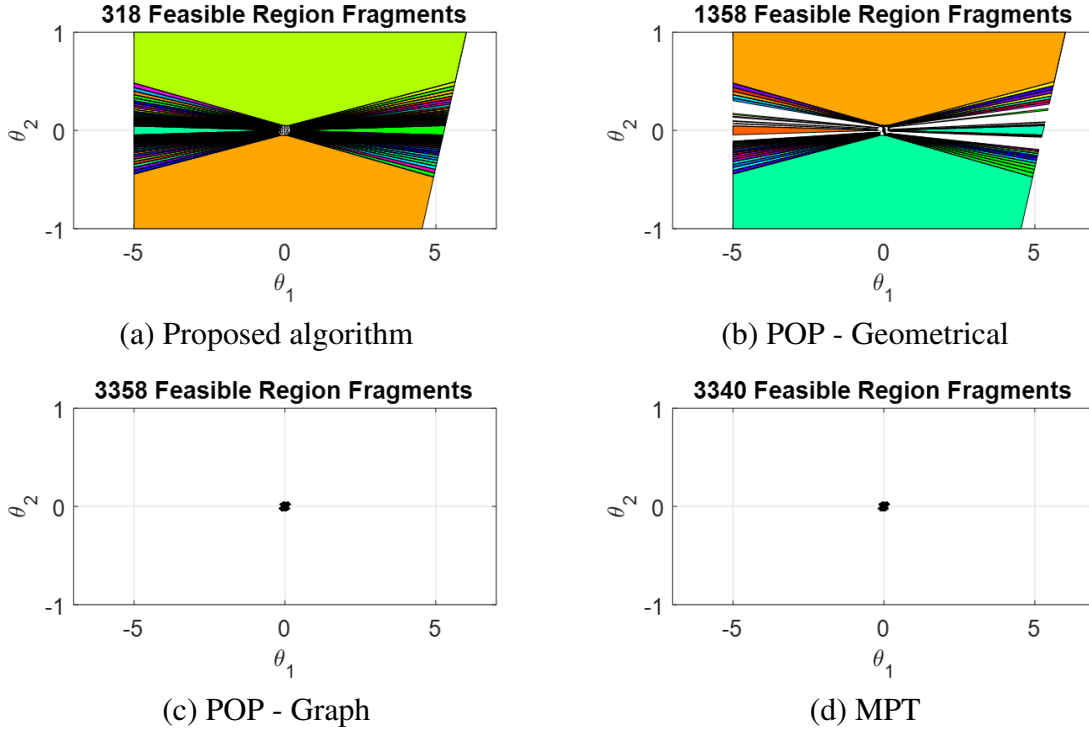 318 Feasible Region Fragments
1
0
-1
θ2
-5
0
5
θ1
(a) Proposed algorithm
1358 Feasible Region Fragments
1
0
-1
θ2
-5
0
5
θ1
(b) POP - Geometrical
3358 Feasible Region Fragments
1
0
-1
θ2
-5
0
5
θ1
(c) POP - Graph
3340 Feasible Region Fragments
1
0
-1
θ2
-5
0
5
θ1
(d) MPT